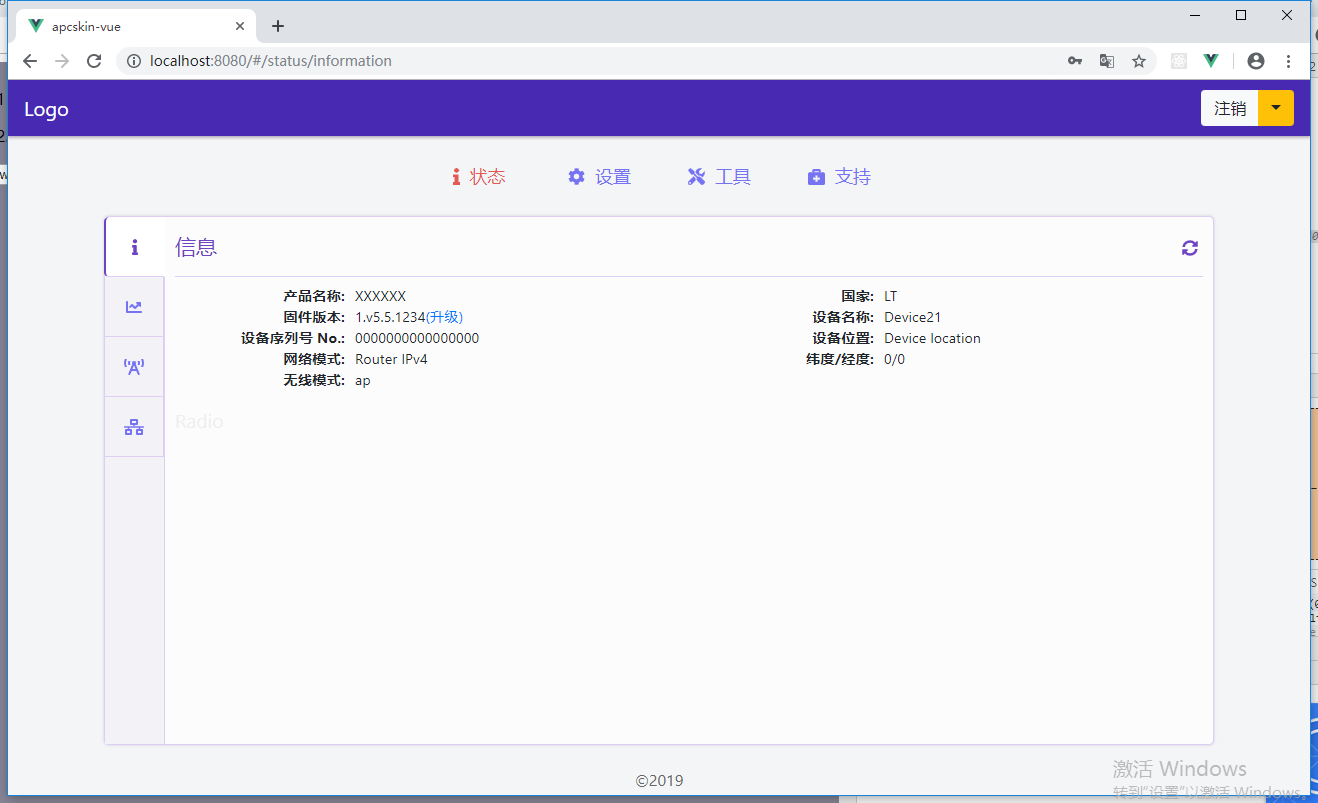 apcskin-vue
localhost:8080/#/status/information
Logo
注销
状态 设置 工具 支持
信息
产品名称: XXXXXX
固件版本: 1.v5.5.1234(升级)
设备序列号 No.: 0000000000000000
网络模式: Router IPv4
无线模式: ap
国家: LT
设备名称: Device21
设备位置: Device location
纬度/经度: 0/0
Radio
©2019
激活 Windows
转到"设置"以激活 Windows。